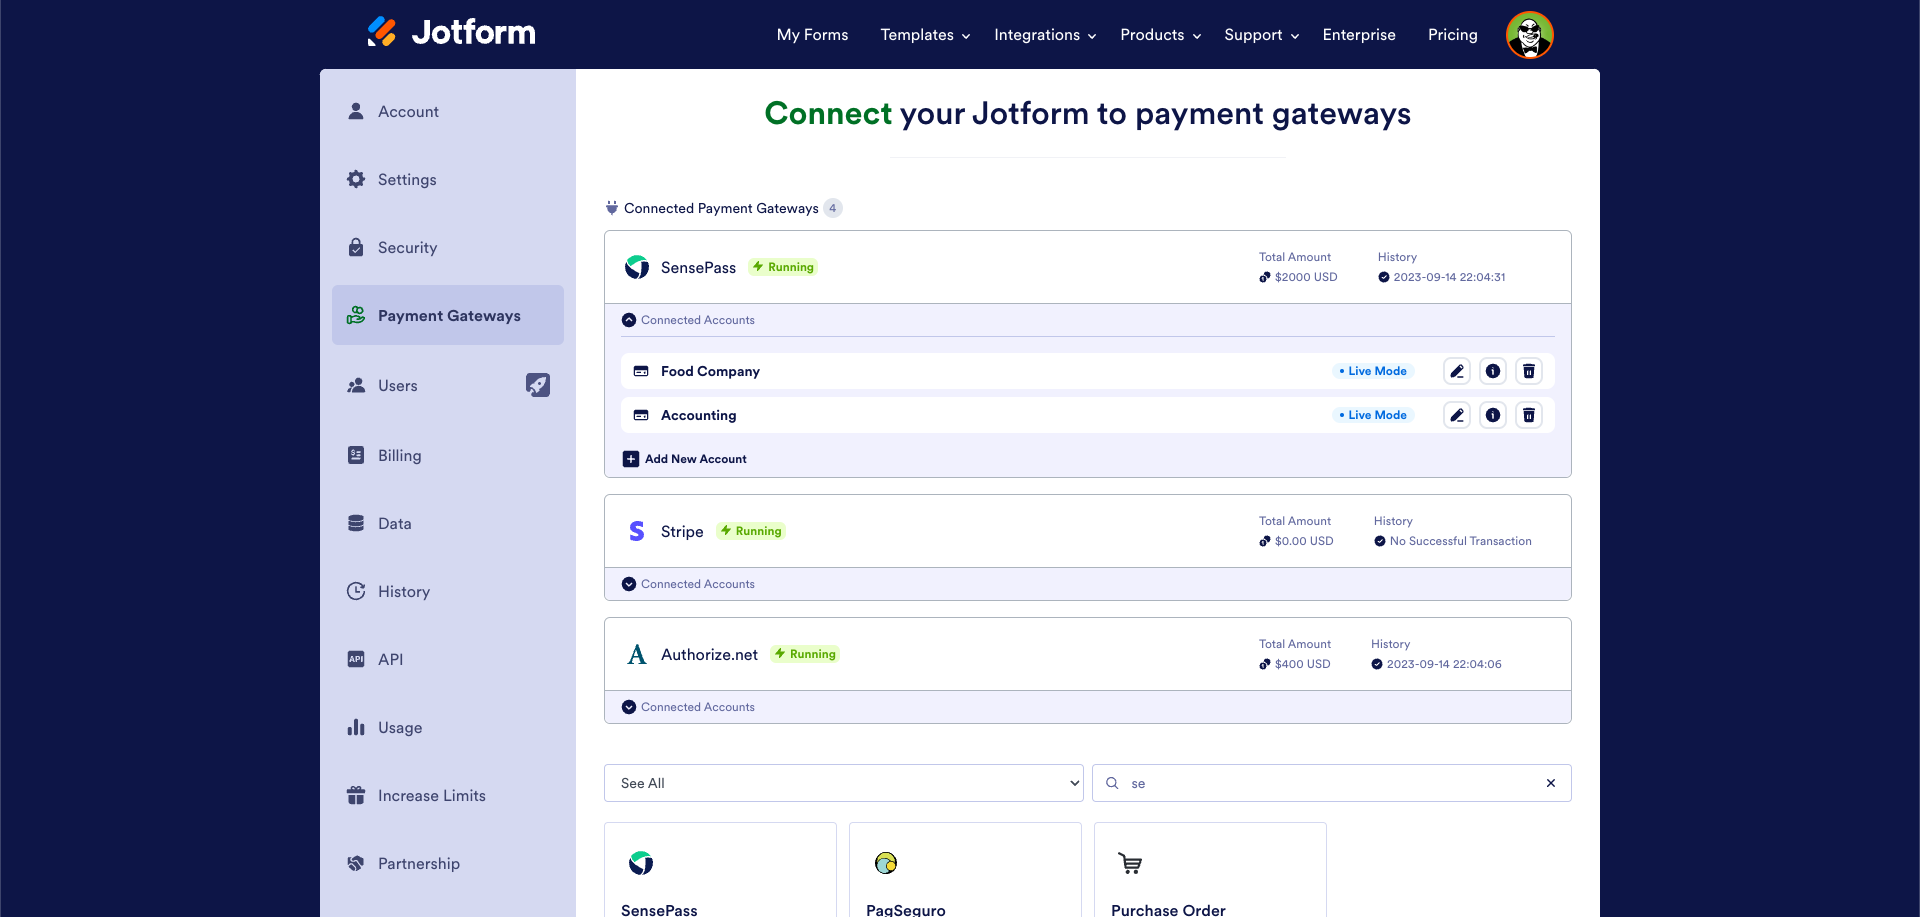 Jotform
My Forms
Templates
Integrations
Products
Support
Enterprise
Pricing
Account
Settings
Security
Payment Gateways
Users
Billing
Data
History
API
API
Usage
Increase Limits
Partnership
Connect your Jotform to payment gateways
Connected Payment Gateways 4
SensePass
Running
Total Amount
$2000 USD
History
2023-09-14 22:04:31
Connected Accounts
Food Company
• Live Mode
Accounting
• Live Mode
Add New Account
Stripe
Running
Total Amount
$0.00 USD
History
No Successful Transaction
Connected Accounts
Authorize.net
Running
Total Amount
$400 USD
History
2023-09-14 22:04:06
Connected Accounts
See All
se
SensePass
PagSeguro
Purchase Order